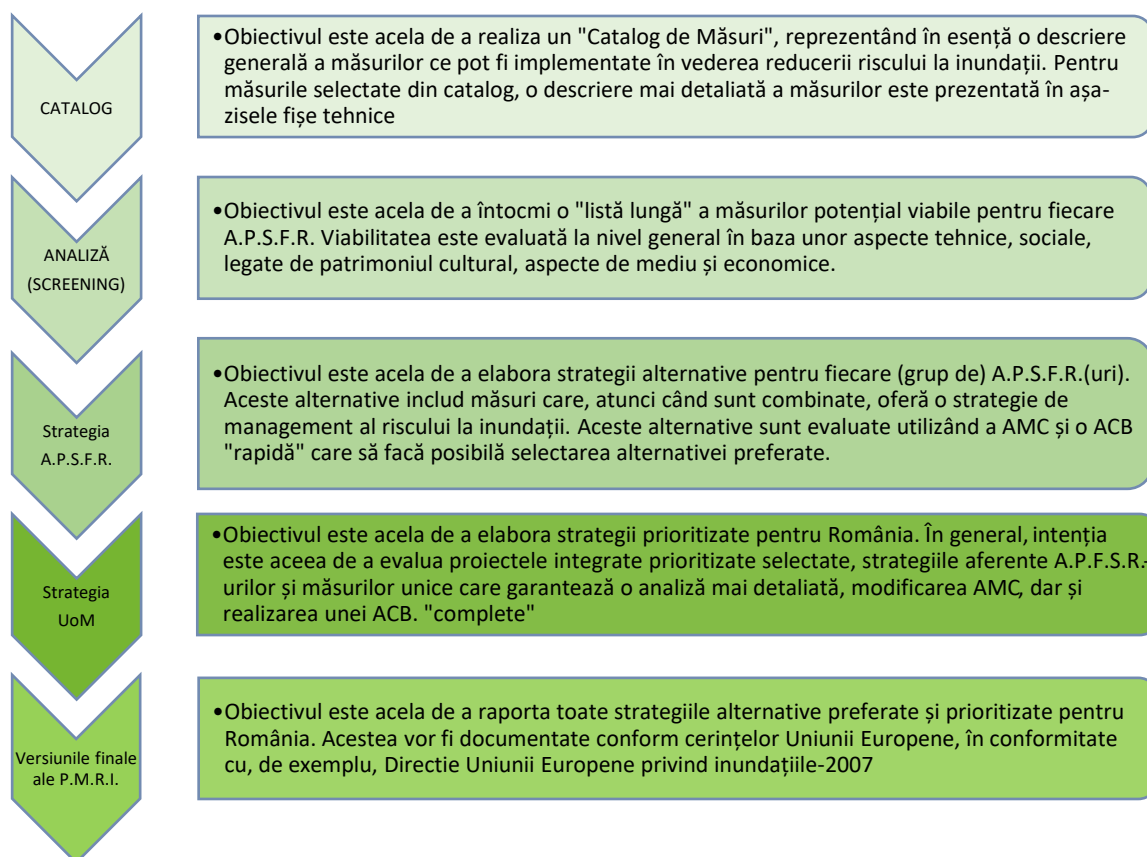 CATALOG
•Obiectivul este acela de a realiza un "Catalog de Măsuri", reprezentând în esență o descriere
generală a măsurilor ce pot fi implementate în vederea reducerii riscului la inundații. Pentru
măsurile selectate din catalog, o descriere mai detaliată a măsurilor este prezentată în așa-
zisele fișe tehnice
ANALIZĂ
(SCREENING)
•Obiectivul este acela de a întocmi o "listă lungă" a măsurilor potențial viabile pentru fiecare
A.P.S.F.R. Viabilitatea este evaluată la nivel general în baza unor aspecte tehnice, sociale,
legate de patrimoniul cultural, aspecte de mediu și economice.
Strategia
A.P.S.F.R.
•Obiectivul este acela de a elabora strategii alternative pentru fiecare (grup de) A.P.S.F.R.(uri).
Aceste alternative includ măsuri care, atunci când sunt combinate, oferă o strategie de
management al riscului la inundații. Aceste alternative sunt evaluate utilizând a AMC și o ACB
"rapidă" care să facă posibilă selectarea alternativei preferate.
Strategia
UoM
•Obiectivul este acela de a elabora strategii prioritizate pentru România. În general, intenția
este aceea de a evalua proiectele integrate prioritizate selectate, strategiile aferente A.P.F.S.R.-
urilor și măsurilor unice care garantează o analiză mai detaliată, modificarea AMC, dar și
realizarea unei ACB. "complete"
Versiunile finale
ale P.M.R.I.
•Obiectivul este acela de a raporta toate strategiile alternative preferate și prioritizate pentru
România. Acestea vor fi documentate conform cerințelor Uniunii Europene, în conformitate
cu, de exemplu, Directie Uniunii Europene privind inundațiile-2007